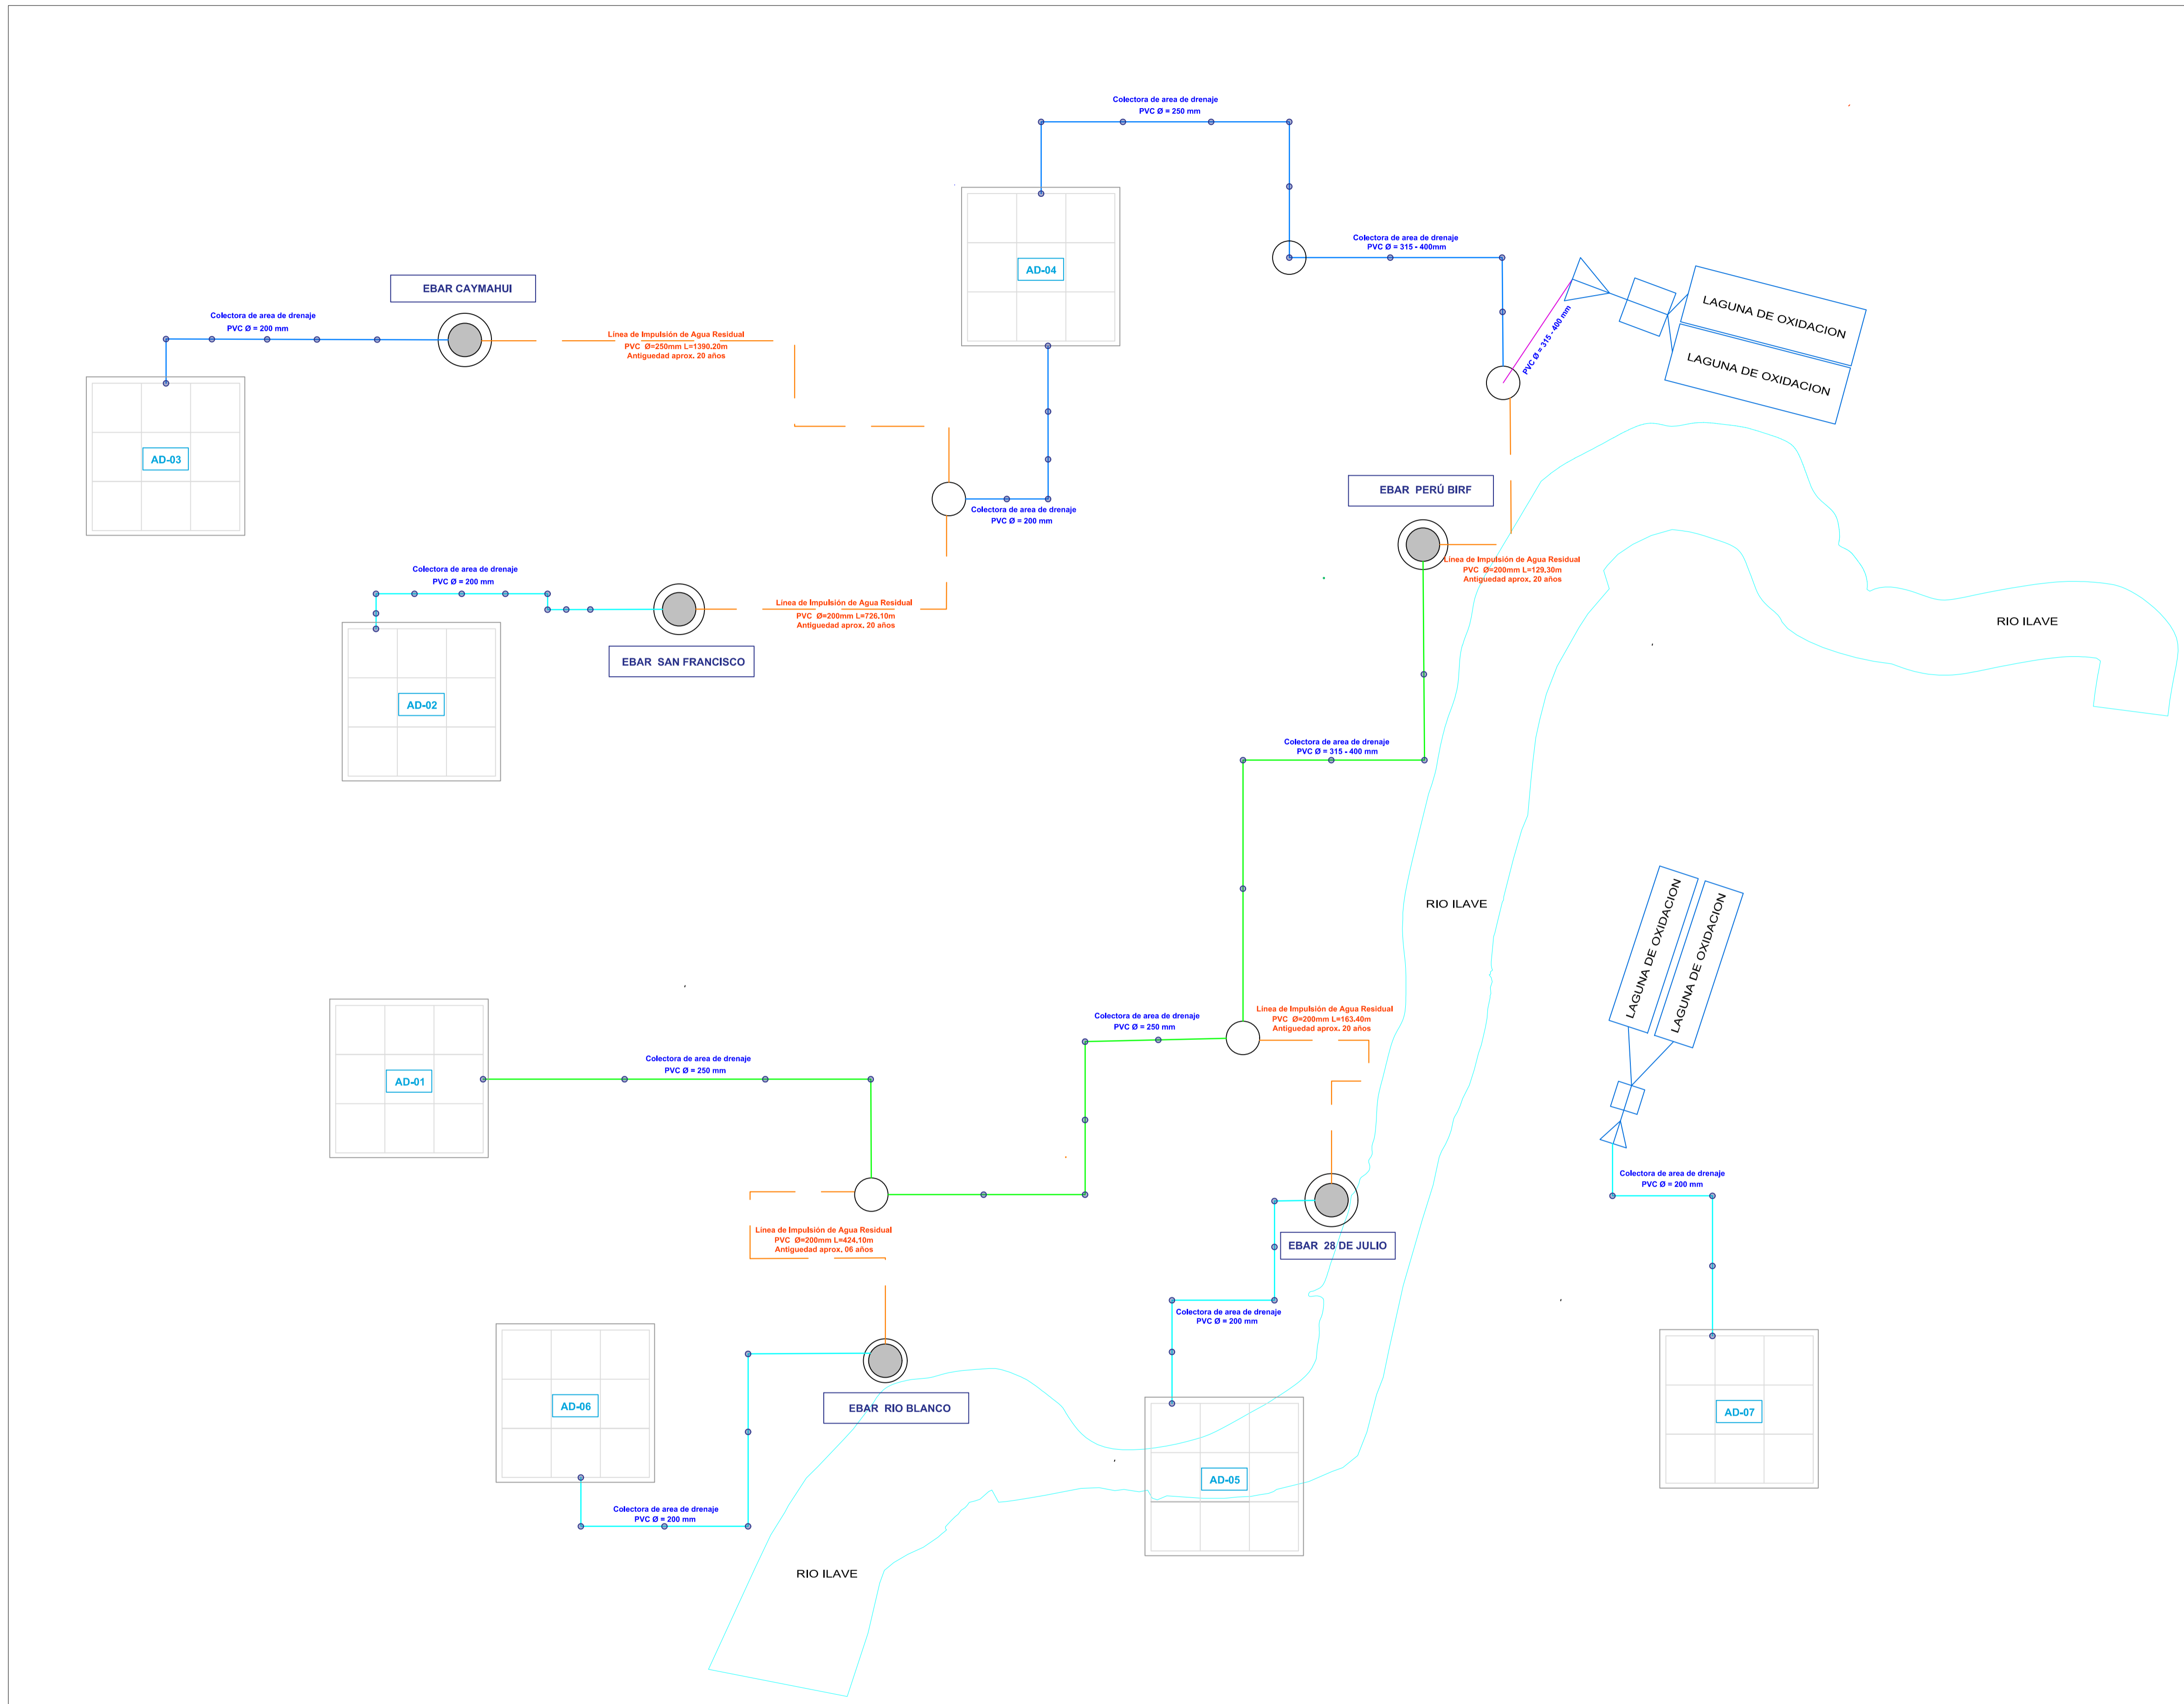 Colectora de area de drenaje
PVC Ø = 250 mm
Colectora de area de drenaje
PVC Ø = 315 - 400mm
AD-04
EBAR CAYMAHUI
Colectora de area de drenaje
PVC Ø = 200 mm
Línea de Impulsión de Agua Residual
PVC Ø=250mm L=1390.20m
Antiguedad aprox. 20 años
PVC Ø = 315 - 400 mm
LAGUNA DE OXIDACION
LAGUNA DE OXIDACION
AD-03
EBAR PERÚ BIRF
Colectora de area de drenaje
PVC Ø = 200 mm
Línea de Impulsión de Agua Residual
PVC Ø=200mm L=129.30m
Antiguedad aprox. 20 años
Colectora de area de drenaje
PVC Ø = 200 mm
Línea de Impulsión de Agua Residual
PVC Ø=200mm L=726.10m
Antiguedad aprox. 20 años
RIO ILAVE
EBAR SAN FRANCISCO
AD-02
Colectora de area de drenaje
PVC Ø = 315 - 400 mm
RIO ILAVE
LAGUNA DE OXIDACION
LAGUNA DE OXIDACION
Colectora de area de drenaje
PVC Ø = 250 mm
Línea de Impulsión de Agua Residual
PVC Ø=200mm L=163.40m
Antiguedad aprox. 20 años
Colectora de area de drenaje
PVC Ø = 250 mm
AD-01
Colectora de area de drenaje
PVC Ø = 200 mm
Línea de Impulsión de Agua Residual
PVC Ø=200mm L=424.10m
Antiguedad aprox. 06 años
EBAR 28 DE JULIO
Colectora de area de drenaje
PVC Ø = 200 mm
AD-06
EBAR RIO BLANCO
AD-07
AD-05
Colectora de area de drenaje
PVC Ø = 200 mm
RIO ILAVE